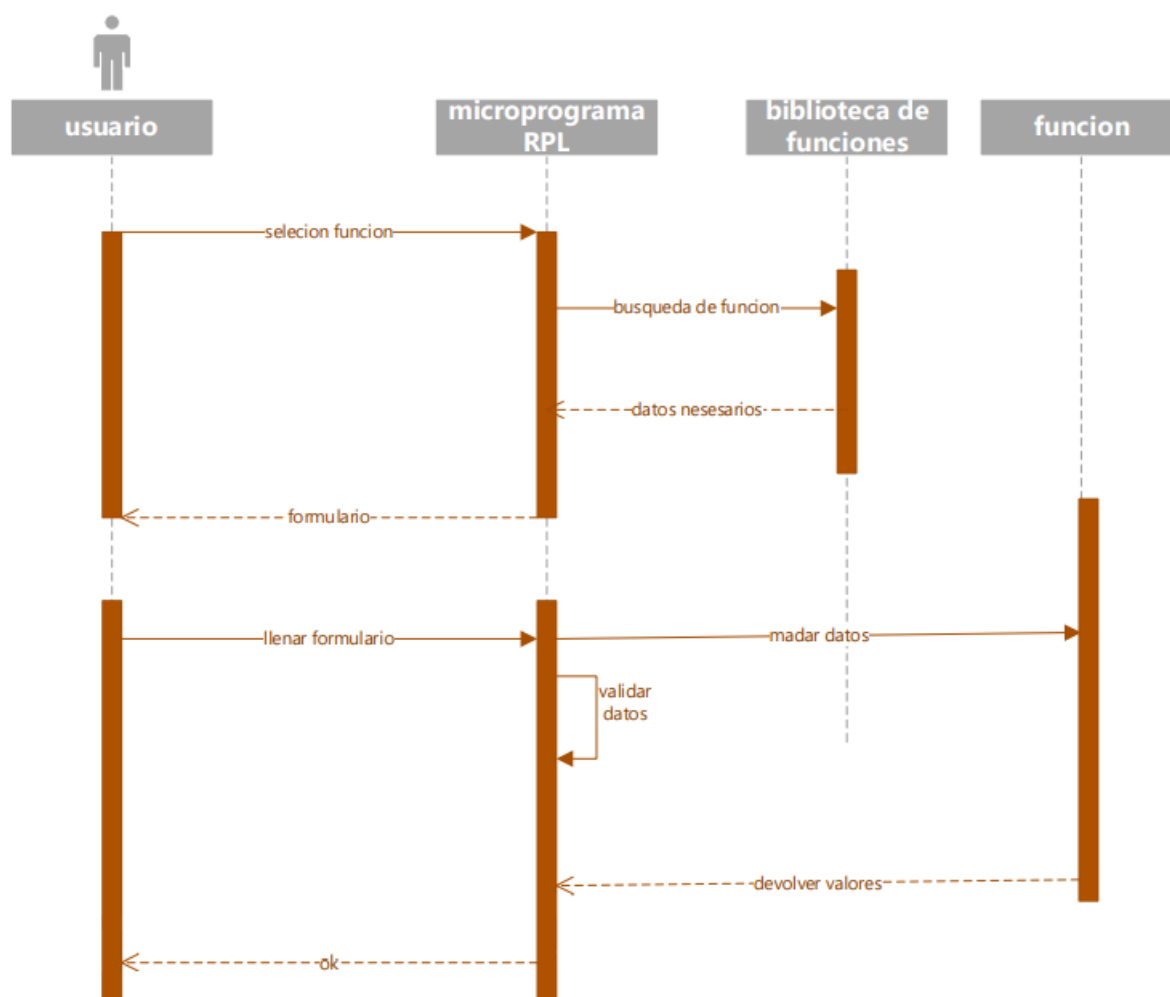 usuario
microprograma
RPL
biblioteca de
funciones
funcion
selecion funcion
busqueda de funcion
datos nesesarios
formulario
llenar formulario
madar datos
validar
datos
devolver valores
ok